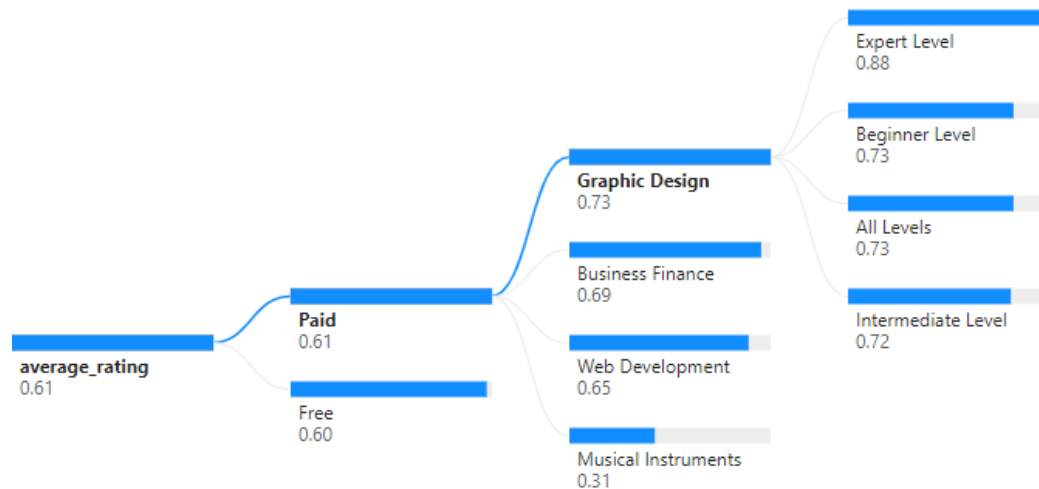 average_rating
0.61
Paid
0.61
Free
0.60
Graphic Design
0.73
Business Finance
0.69
Web Development
0.65
Musical Instruments
0.31
Expert Level
0.88
Beginner Level
0.73
All Levels
0.73
Intermediate Level
0.72